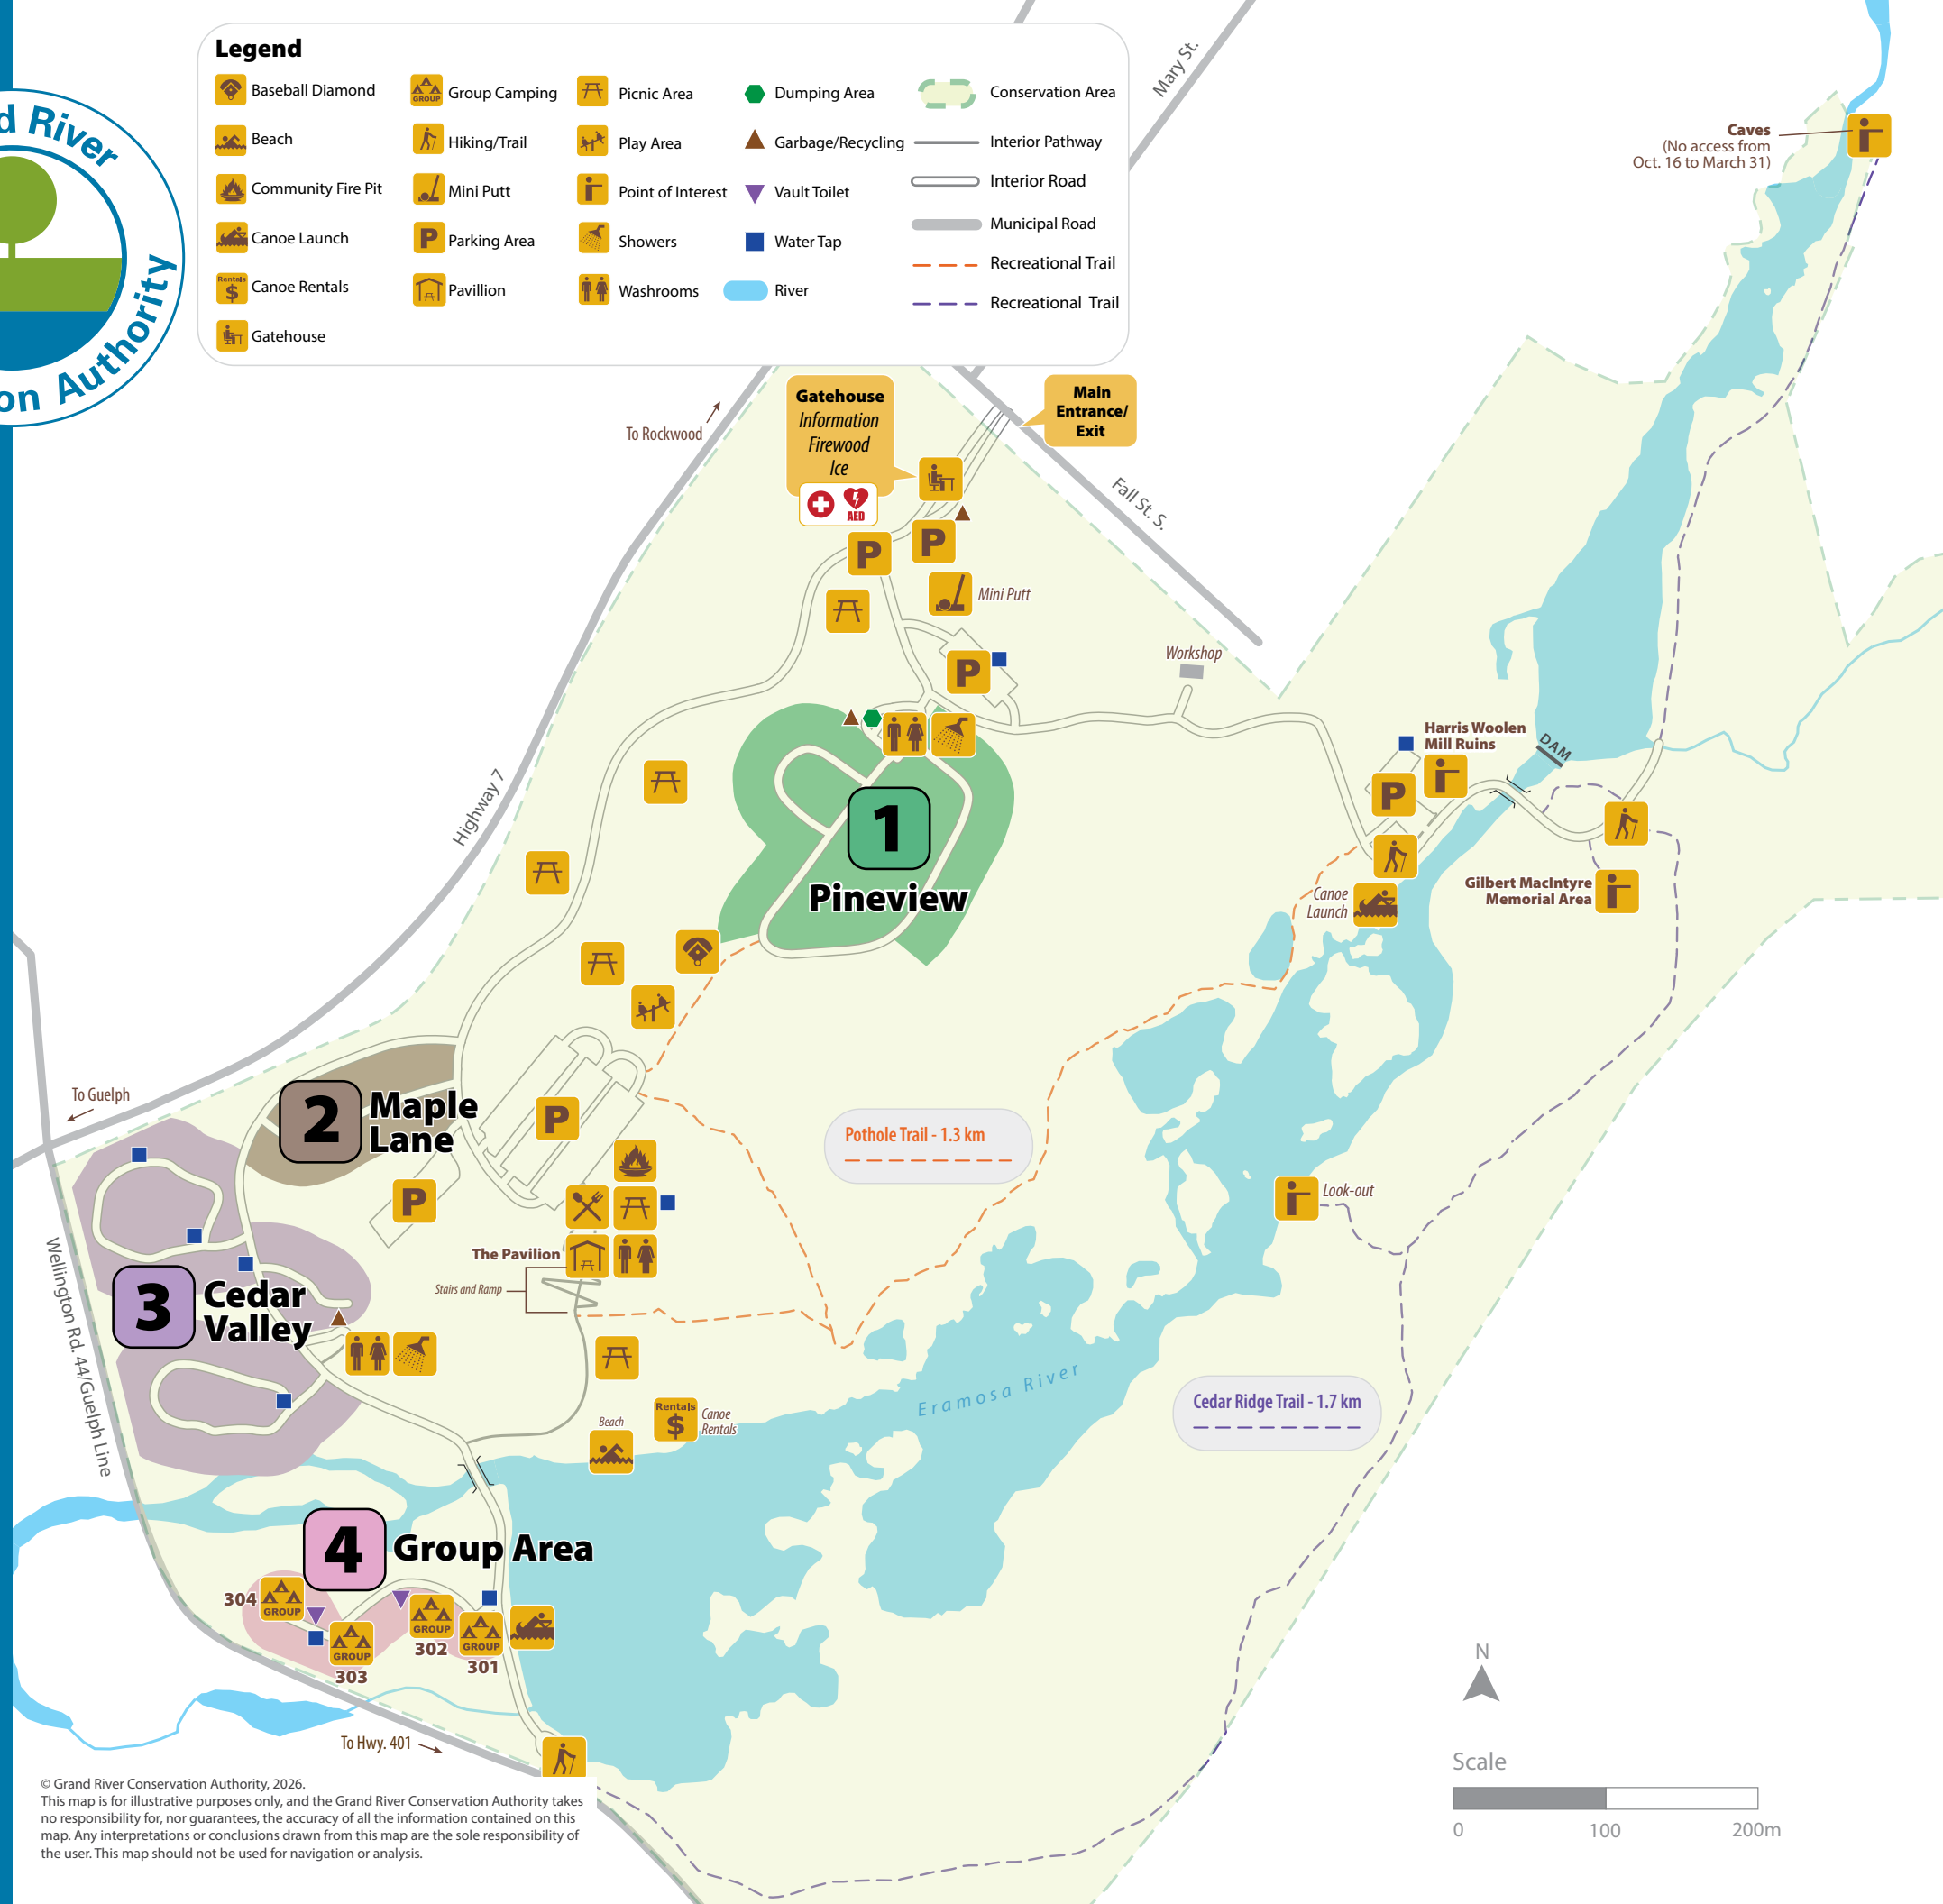 d River
on Authority
Legend
Baseball Diamond
Beach
Community Fire Pit
Canoe Launch
Rentals
$
Canoe Rentals
Gatehouse
GROUP
Group Camping
Hiking/Trail
Mini Putt
P
Parking Area
Pavillion
Picnic Area
Play Area
Point of Interest
Showers
Washrooms
Dumping Area
Garbage/Recycling
Vault Toilet
Water Tap
River
Conservation Area
Interior Pathway
Interior Road
Municipal Road
Recreational Trail
Recreational Trail
Mary St.
Caves
(No access from
Oct. 16 to March 31)
Gatehouse
Information
Firewood
Ice
AED
Main
Entrance/
Exit
To Rockwood
Fall St. S.
P
P
Mini Putt
P
Workshop
Highway 7
1
Pineview
Harris Woolen
Mill Ruins
DAM
P
Canoe
Launch
Gilbert MacIntyre
Memorial Area
To Guelph
2
Maple
Lane
P
P
Pothole Trail - 1.3 km
Look-out
The Pavilion
Stairs and Ramp
3
Cedar
Valley
Wellington Rd. 44/Guelph Line
Eramosa River
Rentals
$
Canoe
Rentals
Beach
Cedar Ridge Trail - 1.7 km
4
Group Area
304
GROUP
GROUP
303
GROUP
302
GROUP
301
To Hwy. 401
N
Scale
0
100
200m
© Grand River Conservation Authority, 2026.
This map is for illustrative purposes only, and the Grand River Conservation Authority takes
no responsibility for, nor guarantees, the accuracy of all the information contained on this
map. Any interpretations or conclusions drawn from this map are the sole responsibility of
the user. This map should not be used for navigation or analysis.